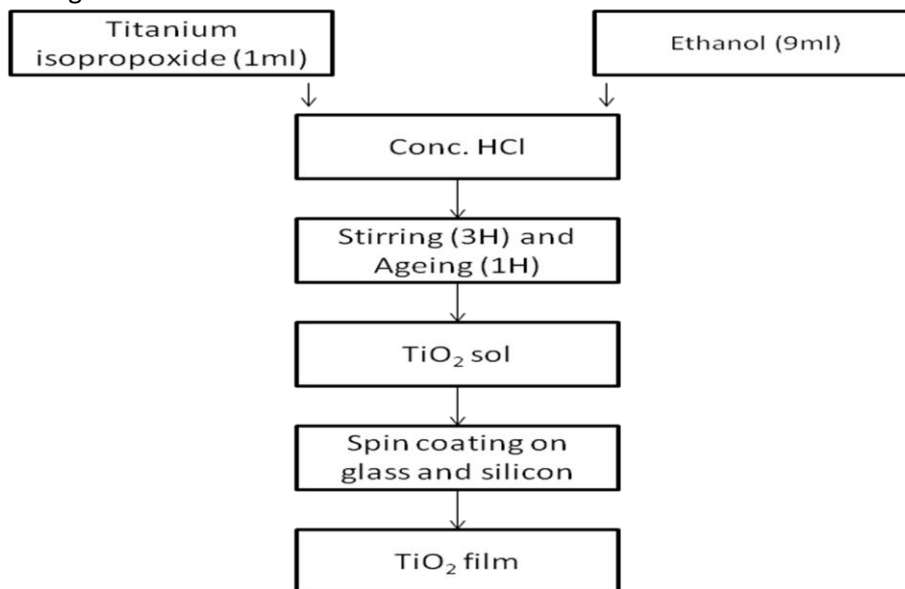 Titanium
isopropoxide (1ml)
Ethanol (9ml)
Conc. HCl
Stirring (3H) and
Ageing (1H)
TiO₂ sol
Spin coating on
glass and silicon
TiO₂ film